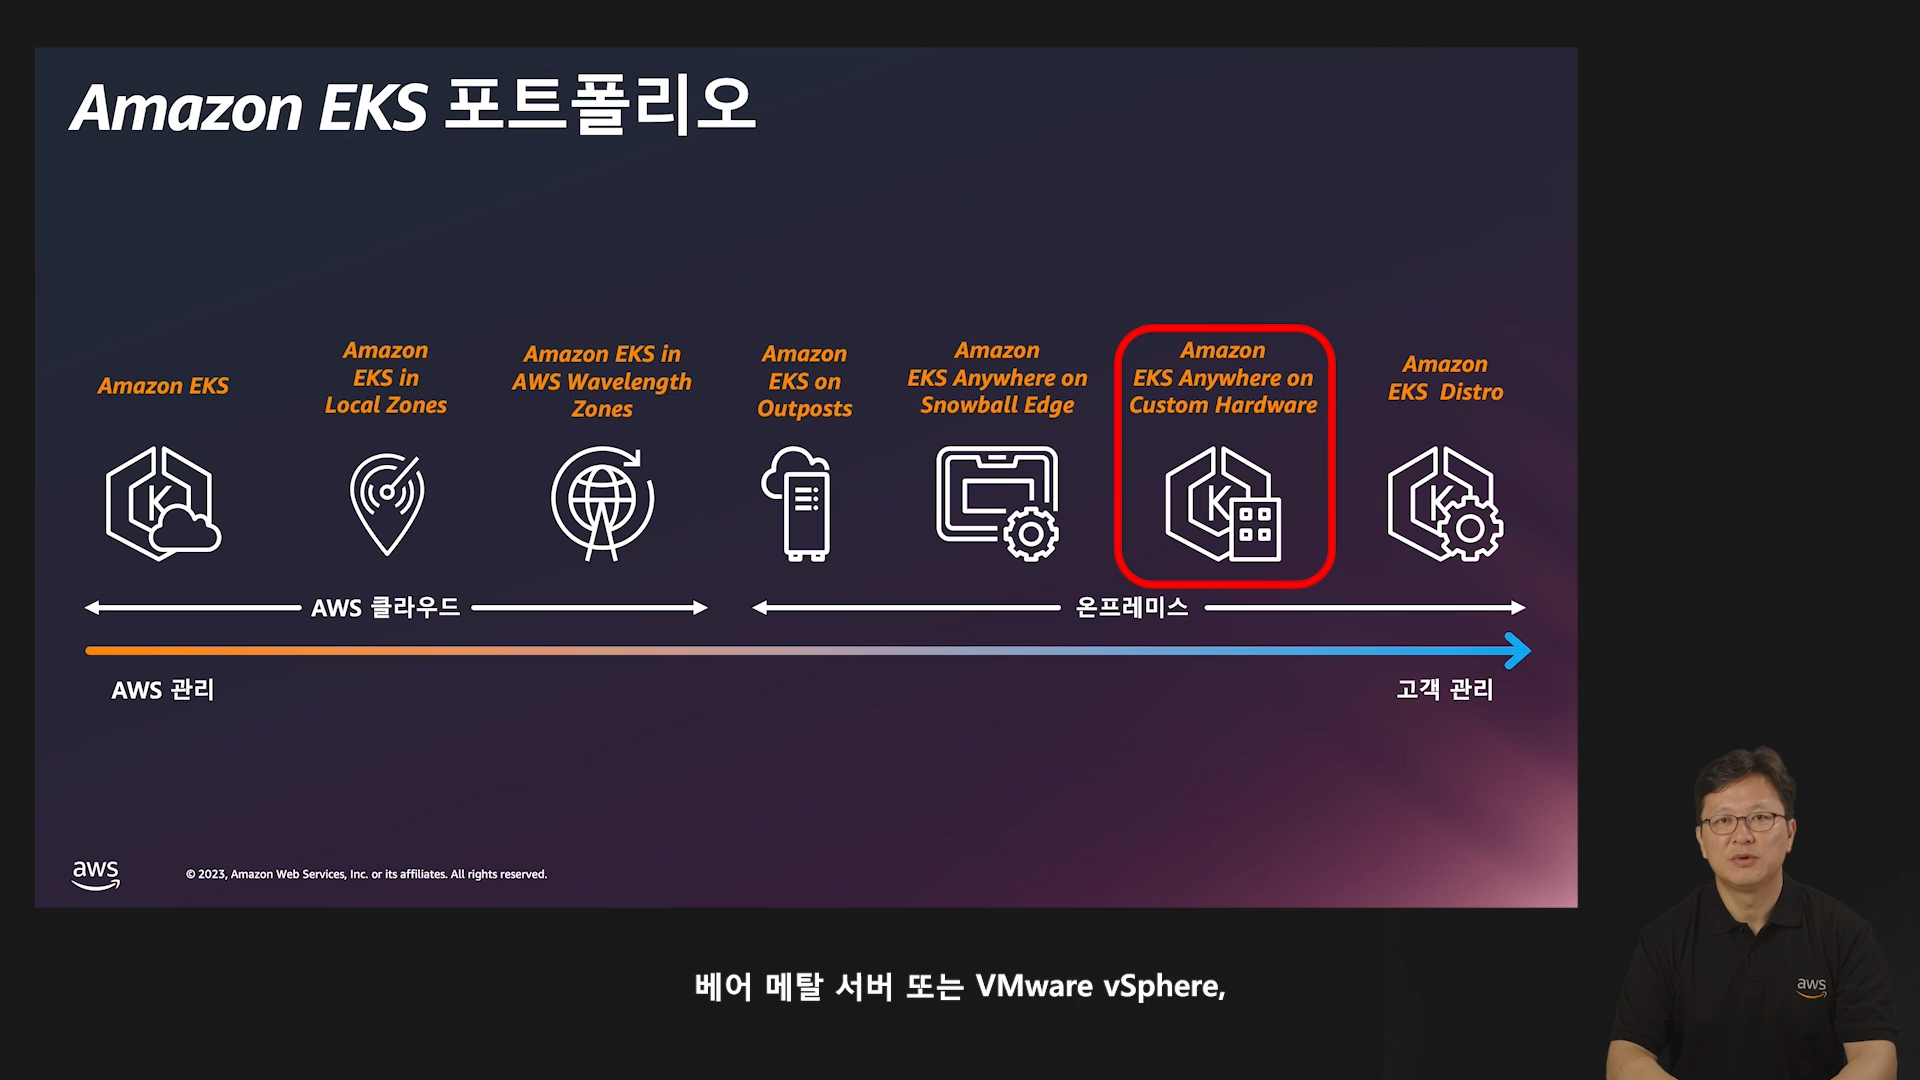 Amazon EKS 포트폴리오
Amazon EKS
Amazon
EKS in
Local Zones
Amazon EKS in
AWS Wavelength
Zones
Amazon
EKS on
Outposts
Amazon
EKS Anywhere on
Snowball Edge
Amazon
EKS Anywhere on
Custom Hardware
Amazon
EKS Distro
K
K
K
AWS 클라우드
온프레미스
AWS 관리
고객 관리
aws
© 2023, Amazon Web Services, Inc. or its affiliates. All rights reserved.
aws
베어 메탈 서버 또는 VMware vSphere,